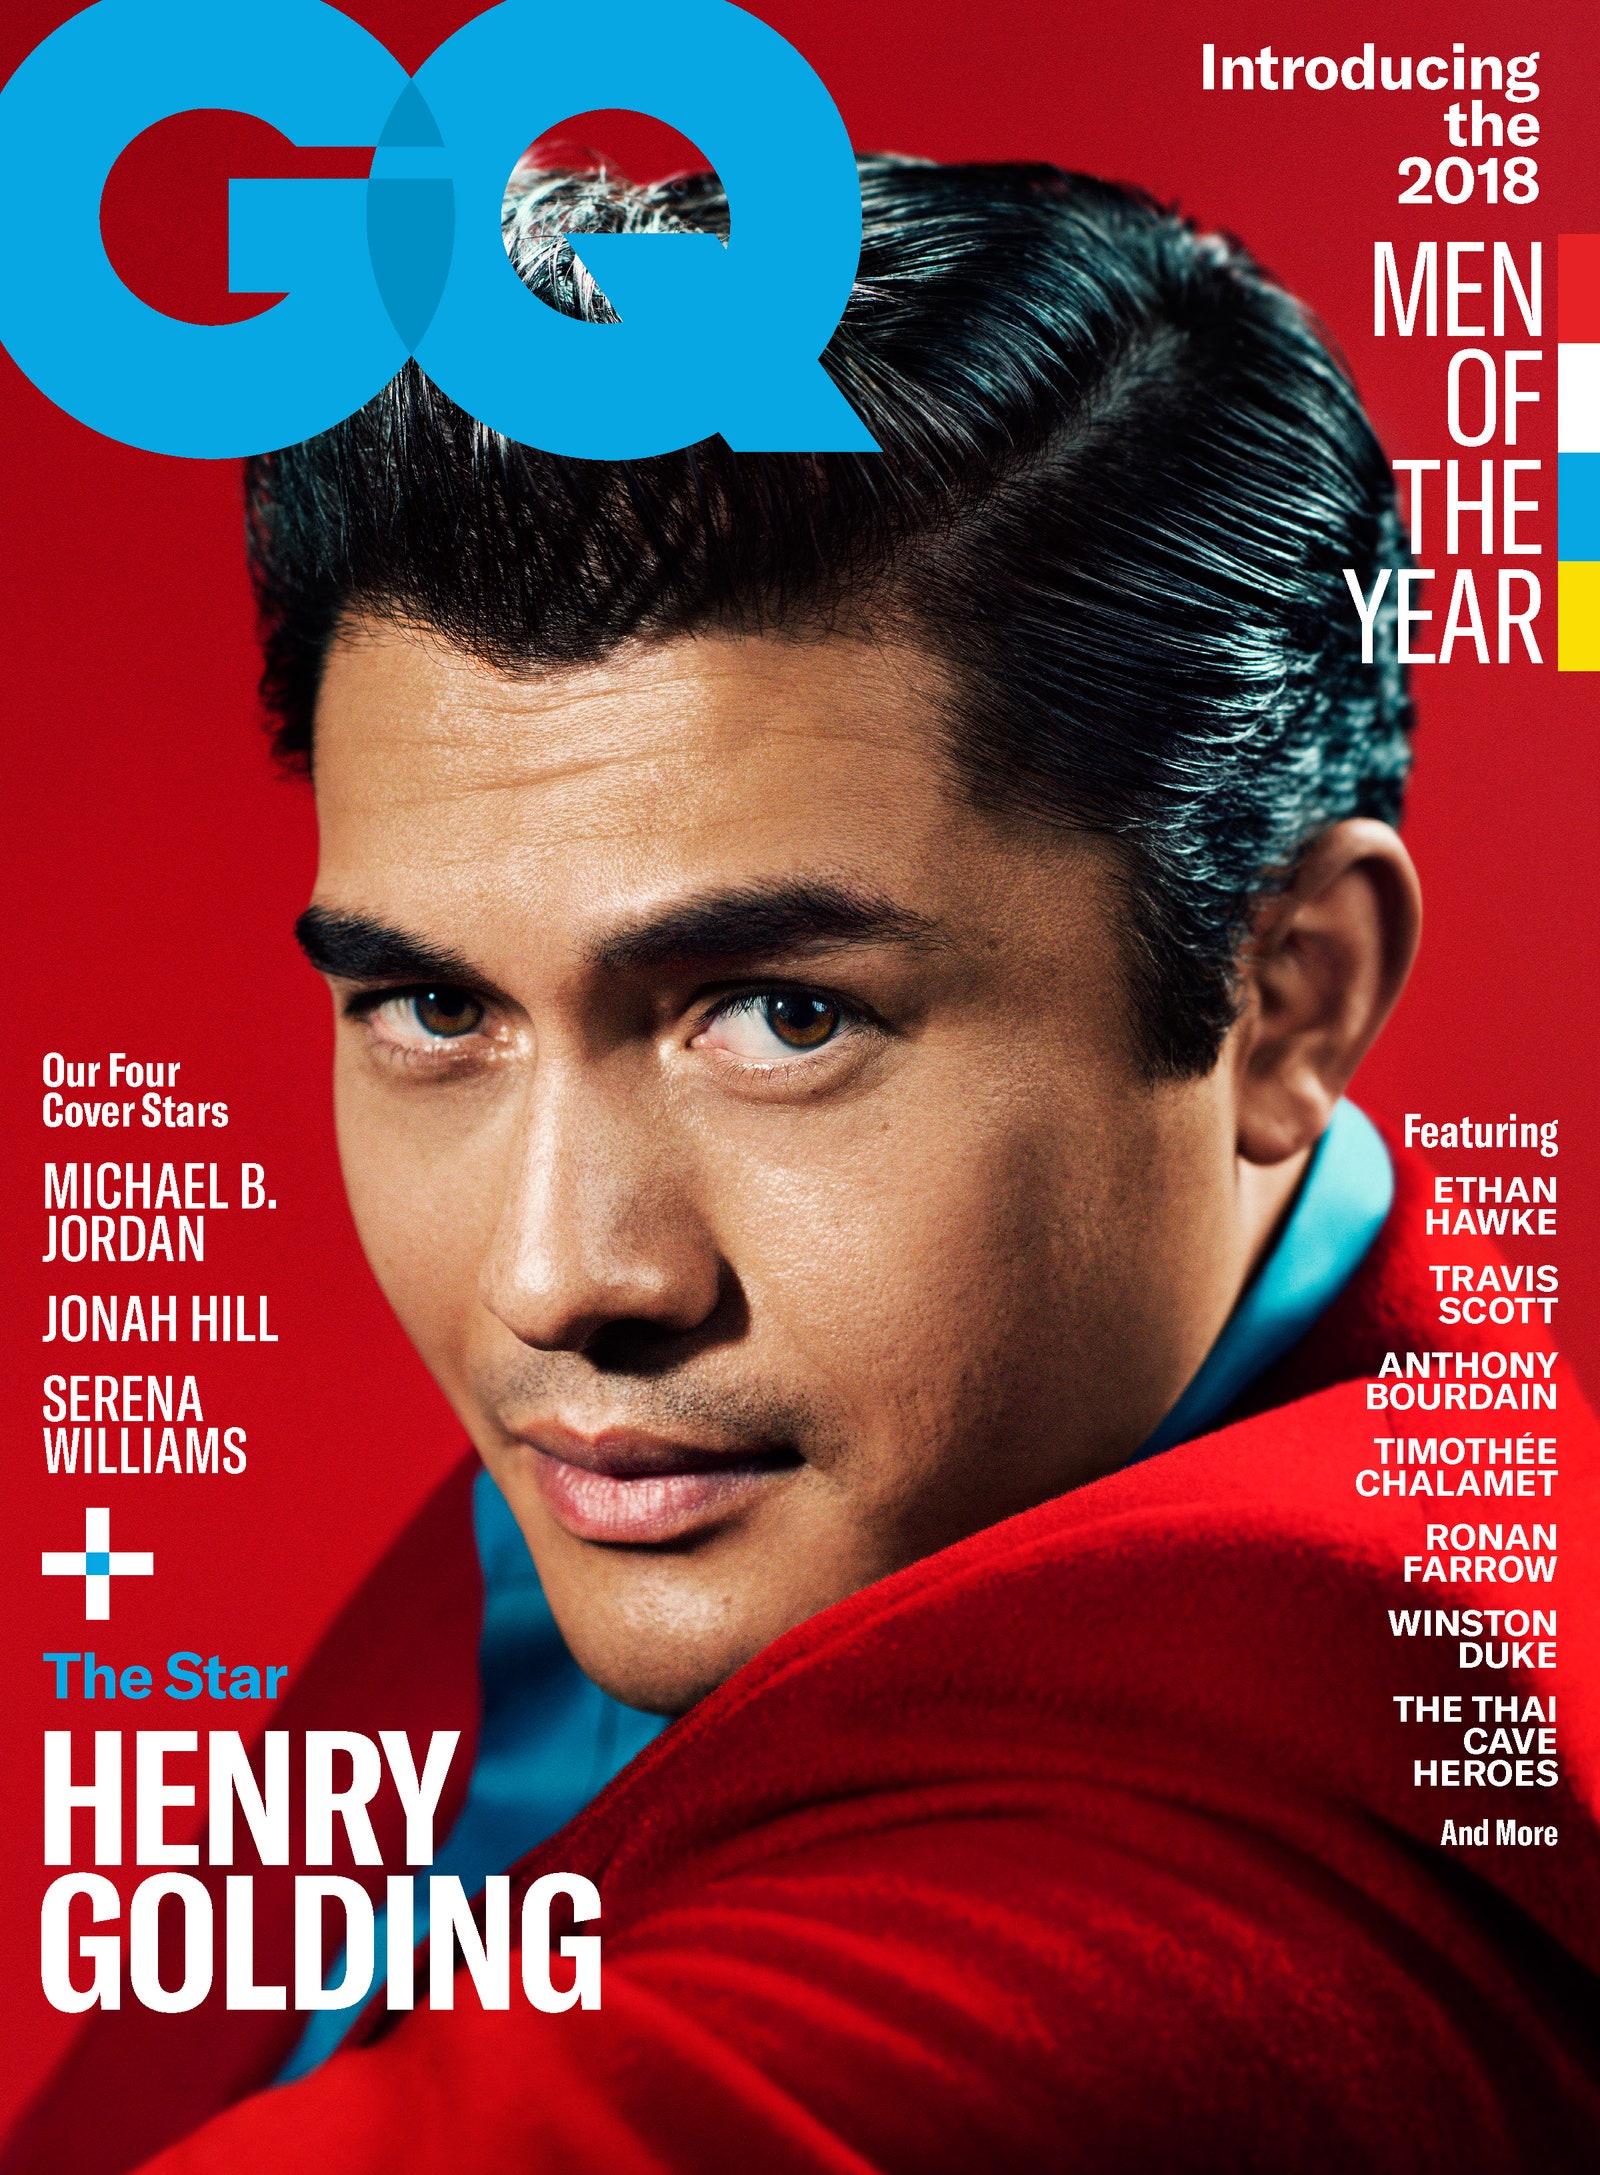 GQ
Introducing
the
2018
MEN
OF
THE
YEAR
Our Four
Cover Stars
MICHAEL B.
JORDAN
JONAH HILL
SERENA
WILLIAMS
+
The Star
HENRY
GOLDING
Featuring
ETHAN
HAWKE
TRAVIS
SCOTT
ANTHONY
BOURDAIN
TIMOTHÉE
CHALAMET
RONAN
FARROW
WINSTON
DUKE
THE THAI
CAVE
HEROES
And More